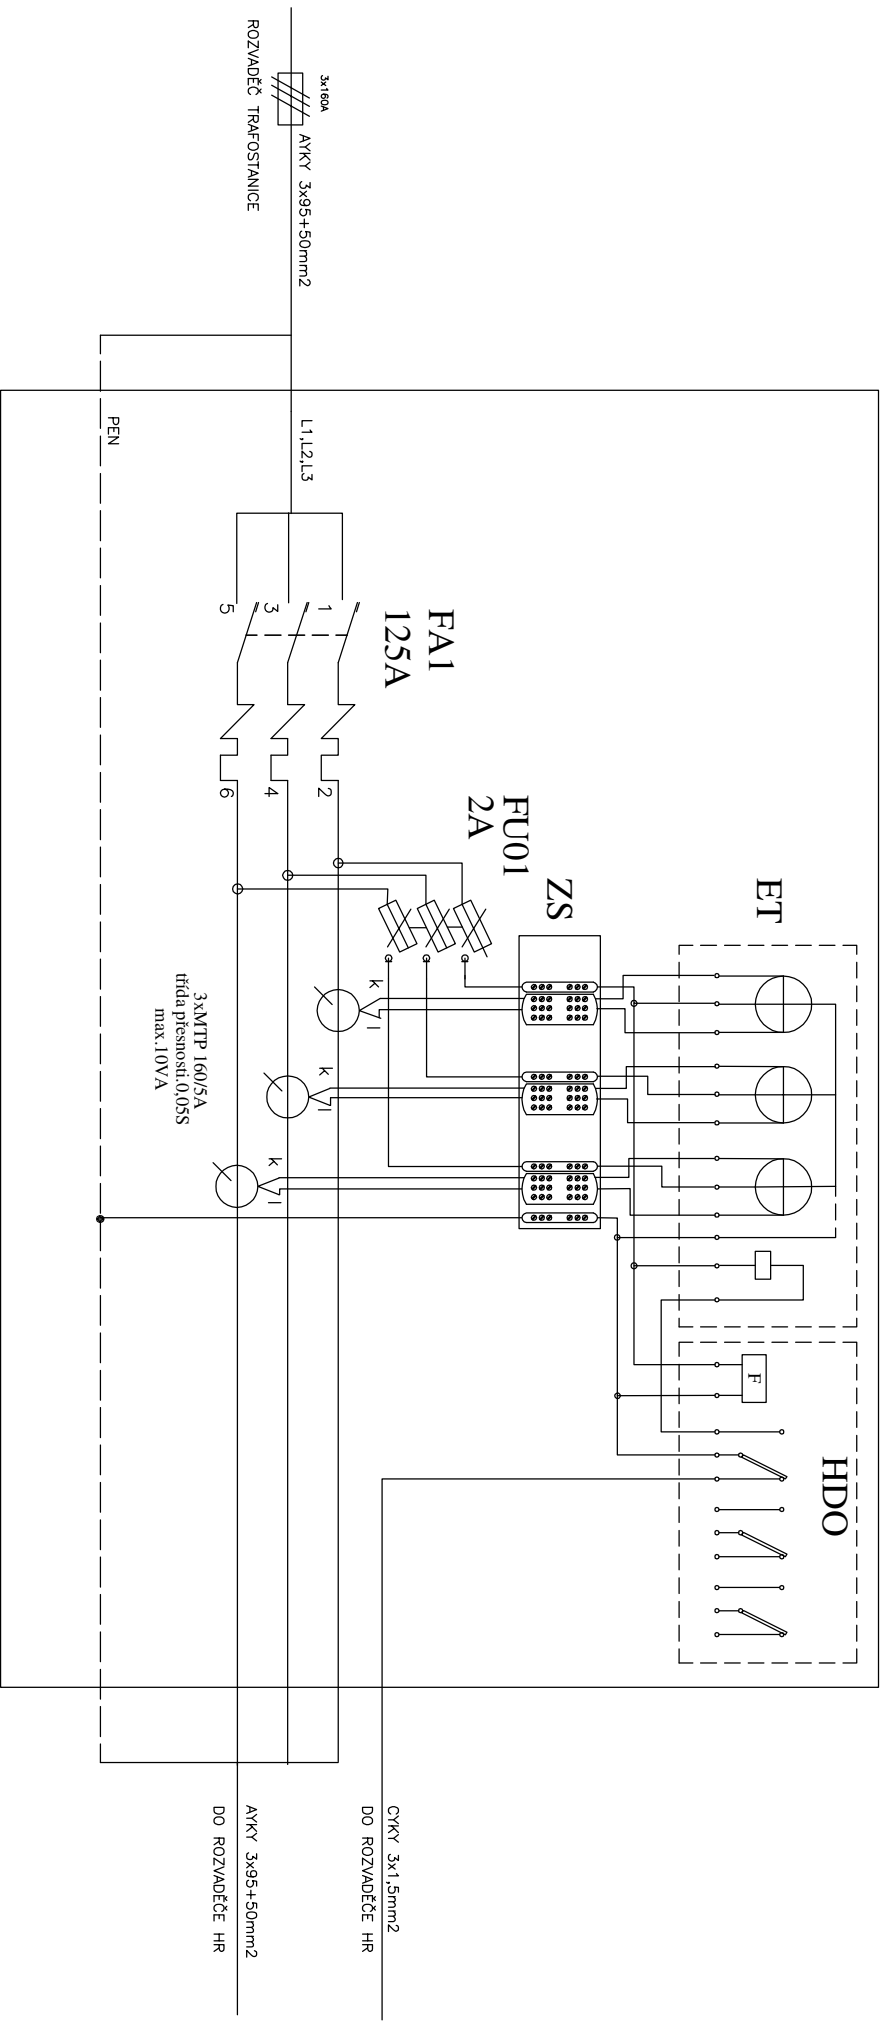 3x160A
AYKY 3x95+50mm2
ROZVADĚČ TRAFOSTANICE
L1,L2,L3
PEN
FA1
125A
1
3
5
2
4
6
FU01
2A
ZS
ET
HDO
F
k
l
k
l
k
l
3xMTP 160/5A
třída přesnosti.0,05S
max.10VA
CYKY 3x1,5mm2
DO ROZVADĚČE HR
AYKY 3x95+50mm2
DO ROZVADĚČE HR